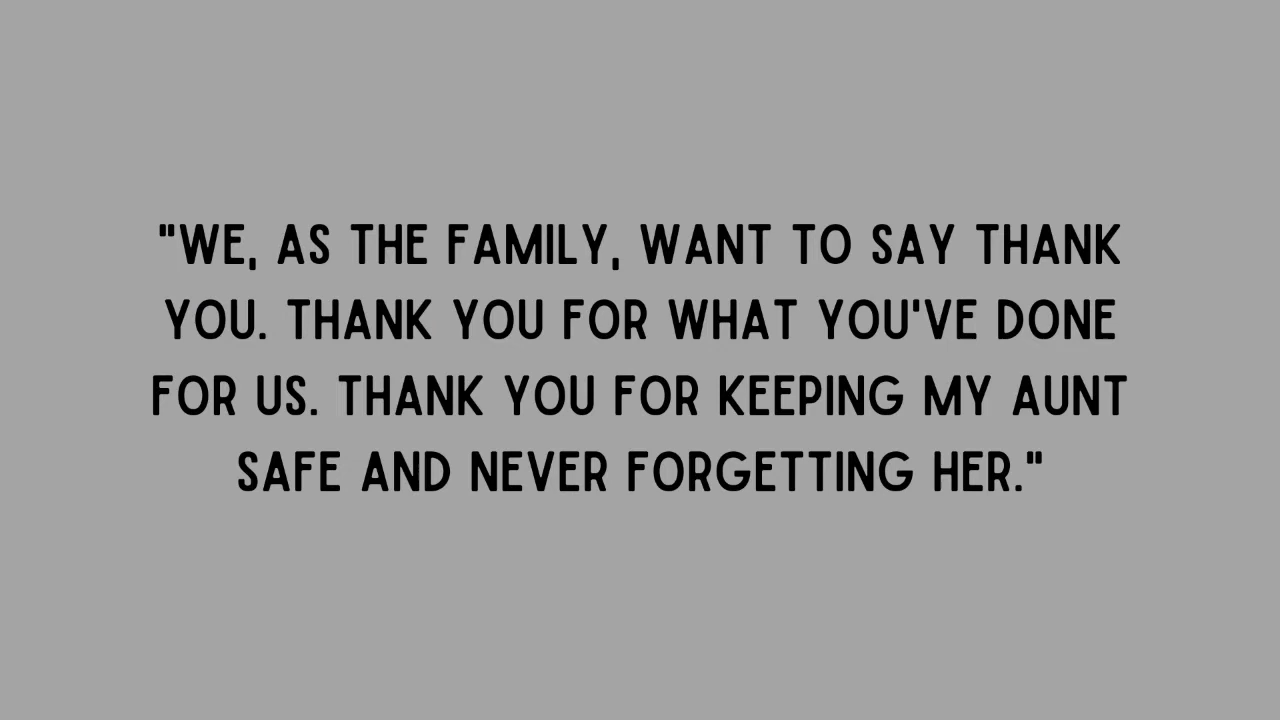 "WE, AS THE FAMILY, WANT TO SAY THANK
YOU. THANK YOU FOR WHAT YOU'VE DONE
FOR US. THANK YOU FOR KEEPING MY AUNT
SAFE AND NEVER FORGETTING HER."